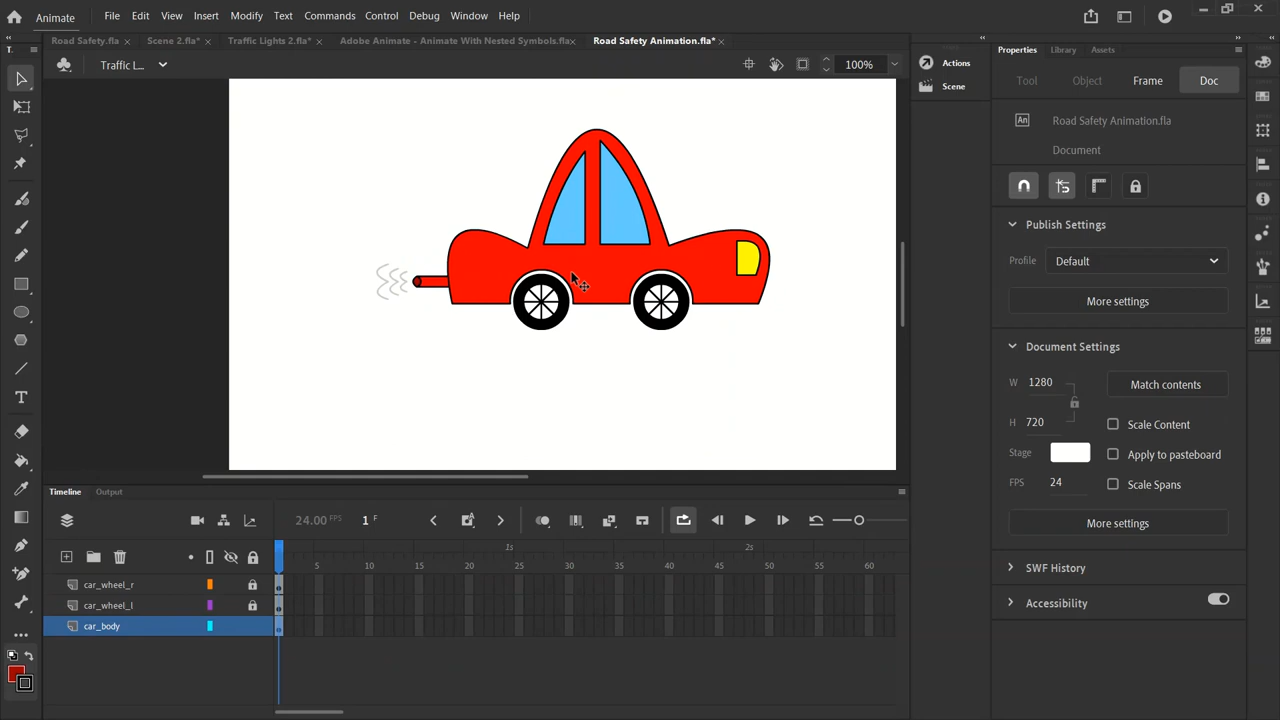 Animate File Edit View Insert Modify Text Commands Control Debug Window Help
Road Safety.fla × Scene 2.fla* × Traffic Lights 2.fla* × Adobe Animate - Animate With Nested Symbols.fla× Road Safety Animation.fla* ×
Traffic l... 100%
T.
Actions
Scene
Properties Library Assets
Tool Object Frame Doc
An Road Safety Animation.fla
Document
Publish Settings
Profile Default
More settings
Document Settings
W 1280 Match contents
H 720 Scale Content
Stage Apply to pasteboard
FPS 24 Scale Spans
More settings
SWF History
Accessibility
Timeline Output
24.00 FPS 1 F
1s 2s
5 10 15 20 25 30 35 40 45 50 55 60
car_wheel_r
car_wheel_l
car_body